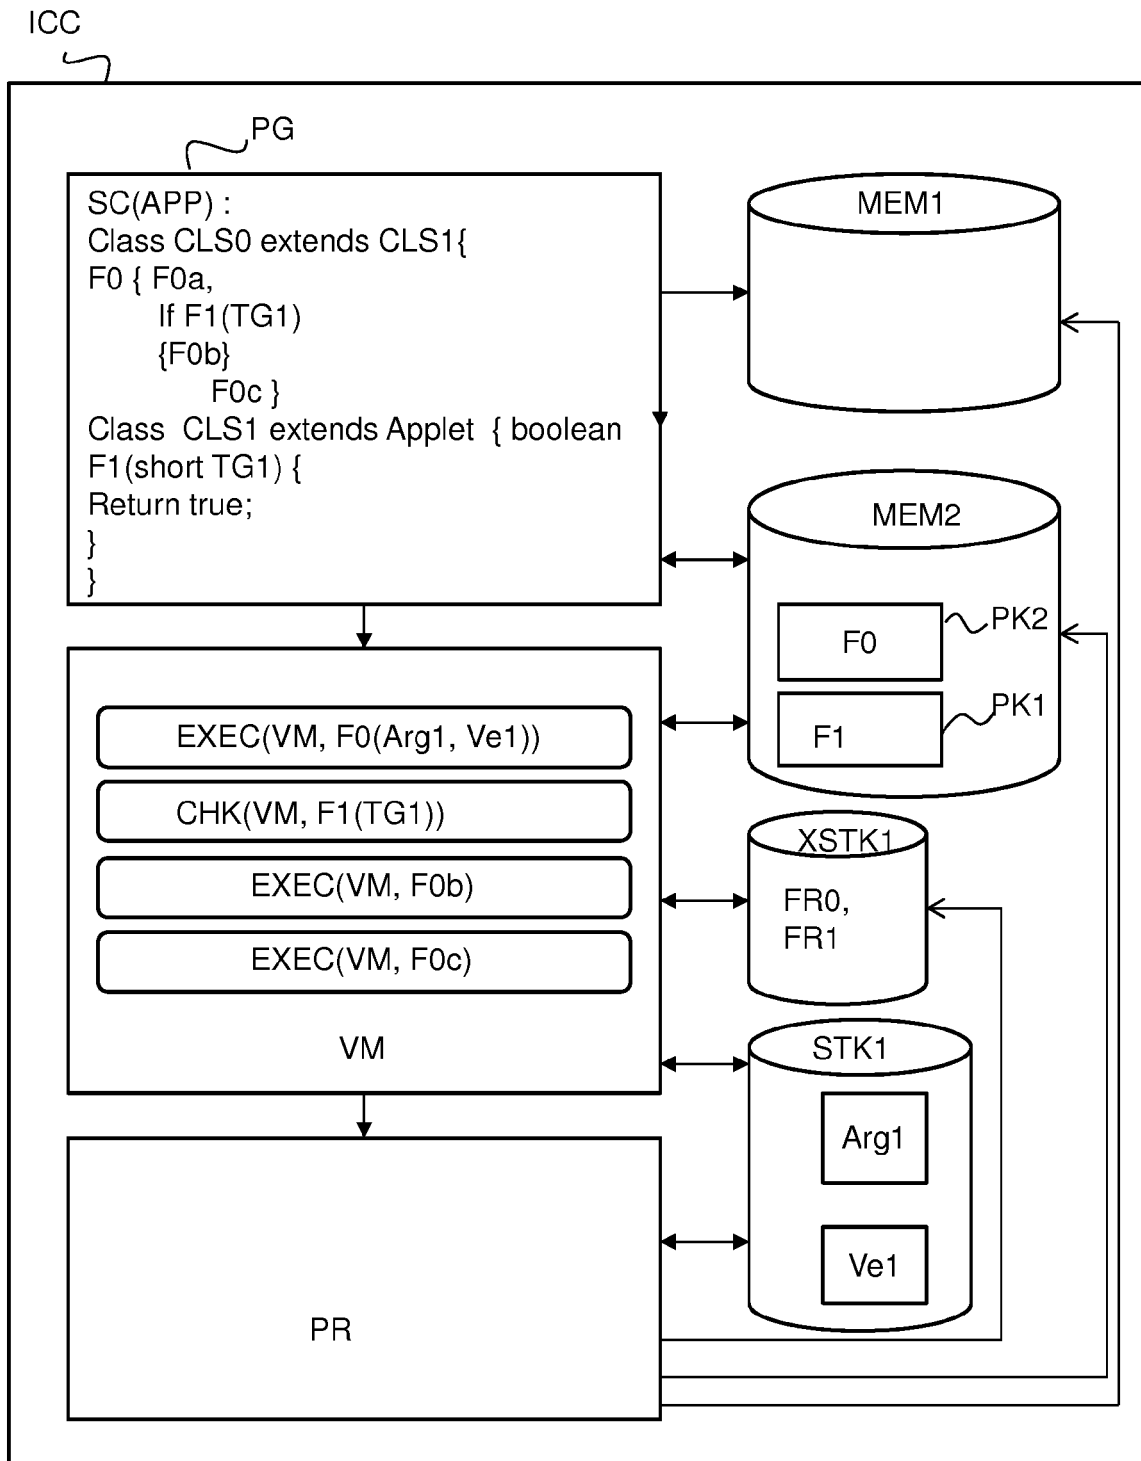 ICC
PG
SC(APP) :
Class CLS0 extends CLS1{
F0 { F0a,
If F1(TG1)
{F0b}
F0c }
Class CLS1 extends Applet { boolean
F1(short TG1) {
Return true;
}
}
MEM1
MEM2
F0
PK2
F1
PK1
EXEC(VM, F0(Arg1, Ve1))
CHK(VM, F1(TG1))
EXEC(VM, F0b)
EXEC(VM, F0c)
VM
XSTK1
FR0,
FR1
STK1
Arg1
Ve1
PR